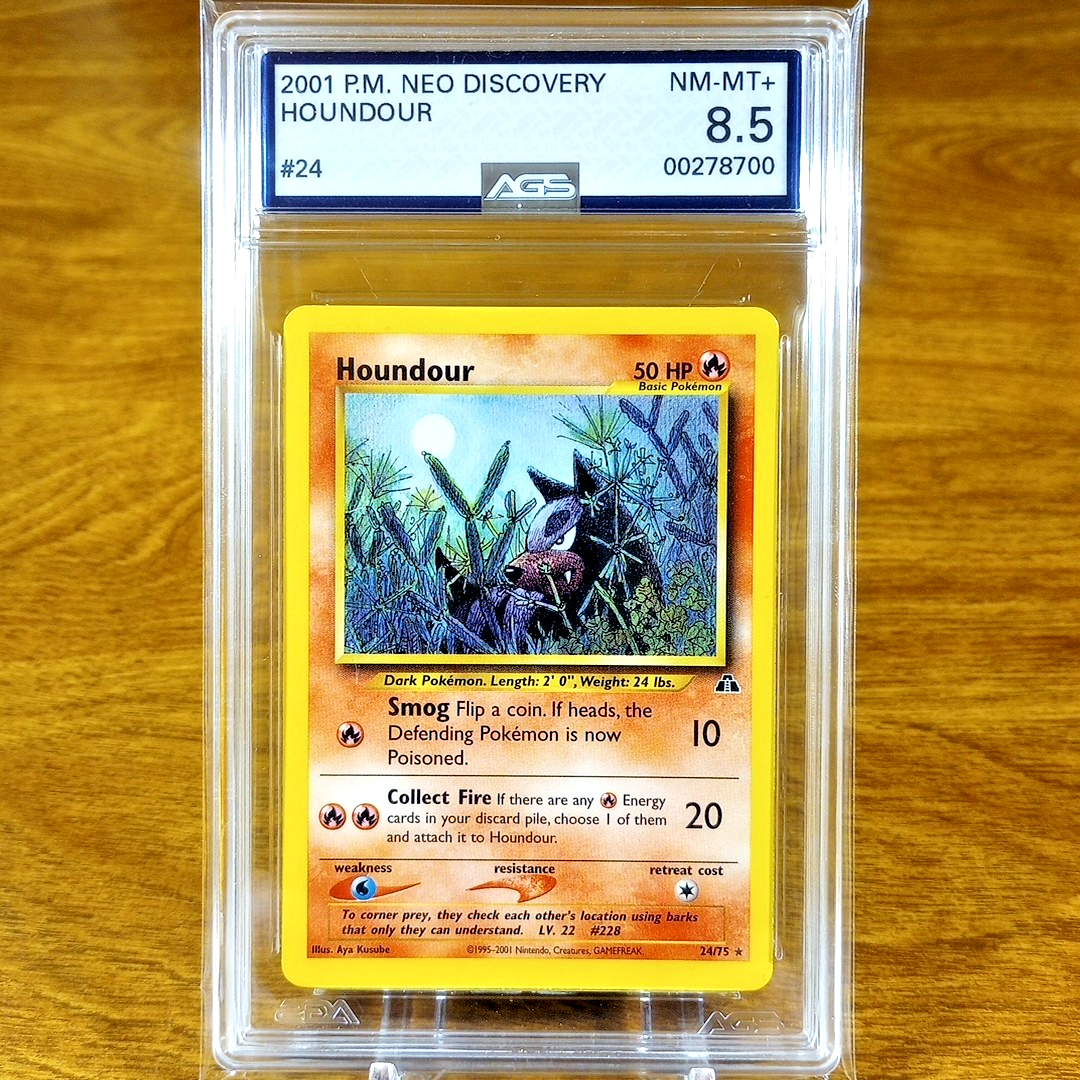 2001 P.M. NEO DISCOVERY NM-MT+
HOUNDOUR 8.5
#24 AGS 00278700
Houndour 50 HP
Basic Pokémon
Dark Pokémon. Length: 2' 0", Weight: 24 lbs.
Smog Flip a coin. If heads, the
Defending Pokémon is now 10
Poisoned.
Collect Fire If there are any Energy
cards in your discard pile, choose 1 of them 20
and attach it to Houndour.
weakness resistance retreat cost
To corner prey, they check each other's location using barks
that only they can understand. LV. 22 #228
Illus. Aya Kusube ©1995-2001 Nintendo, Creatures, GAMEFREAK. 24/75 ★
AGS